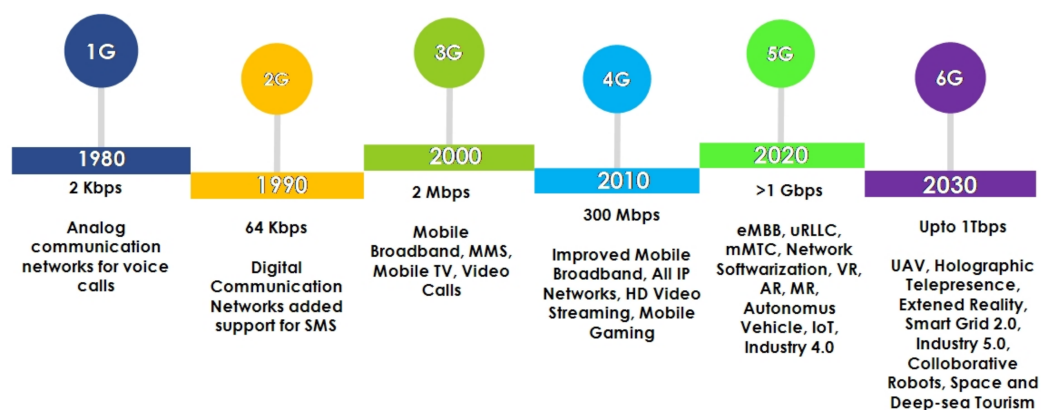 1G
1980
2 Kbps
Analog
communication
networks for voice
calls
2G
1990
64 Kbps
Digital
Communication
Networks added
support for SMS
3G
2000
2 Mbps
Mobile
Broadband, MMS,
Mobile TV, Video
Calls
4G
2010
300 Mbps
Improved Mobile
Broadband, All IP
Networks, HD Video
Streaming, Mobile
Gaming
5G
2020
>1 Gbps
eMBB, uRLLC,
mMTC, Network
Softwarization, VR,
AR, MR,
Autonomus
Vehicle, IoT,
Industry 4.0
6G
2030
Upto 1Tbps
UAV, Holographic
Telepresence,
Extened Reality,
Smart Grid 2.0,
Industry 5.0,
Colloborative
Robots, Space and
Deep-sea Tourism